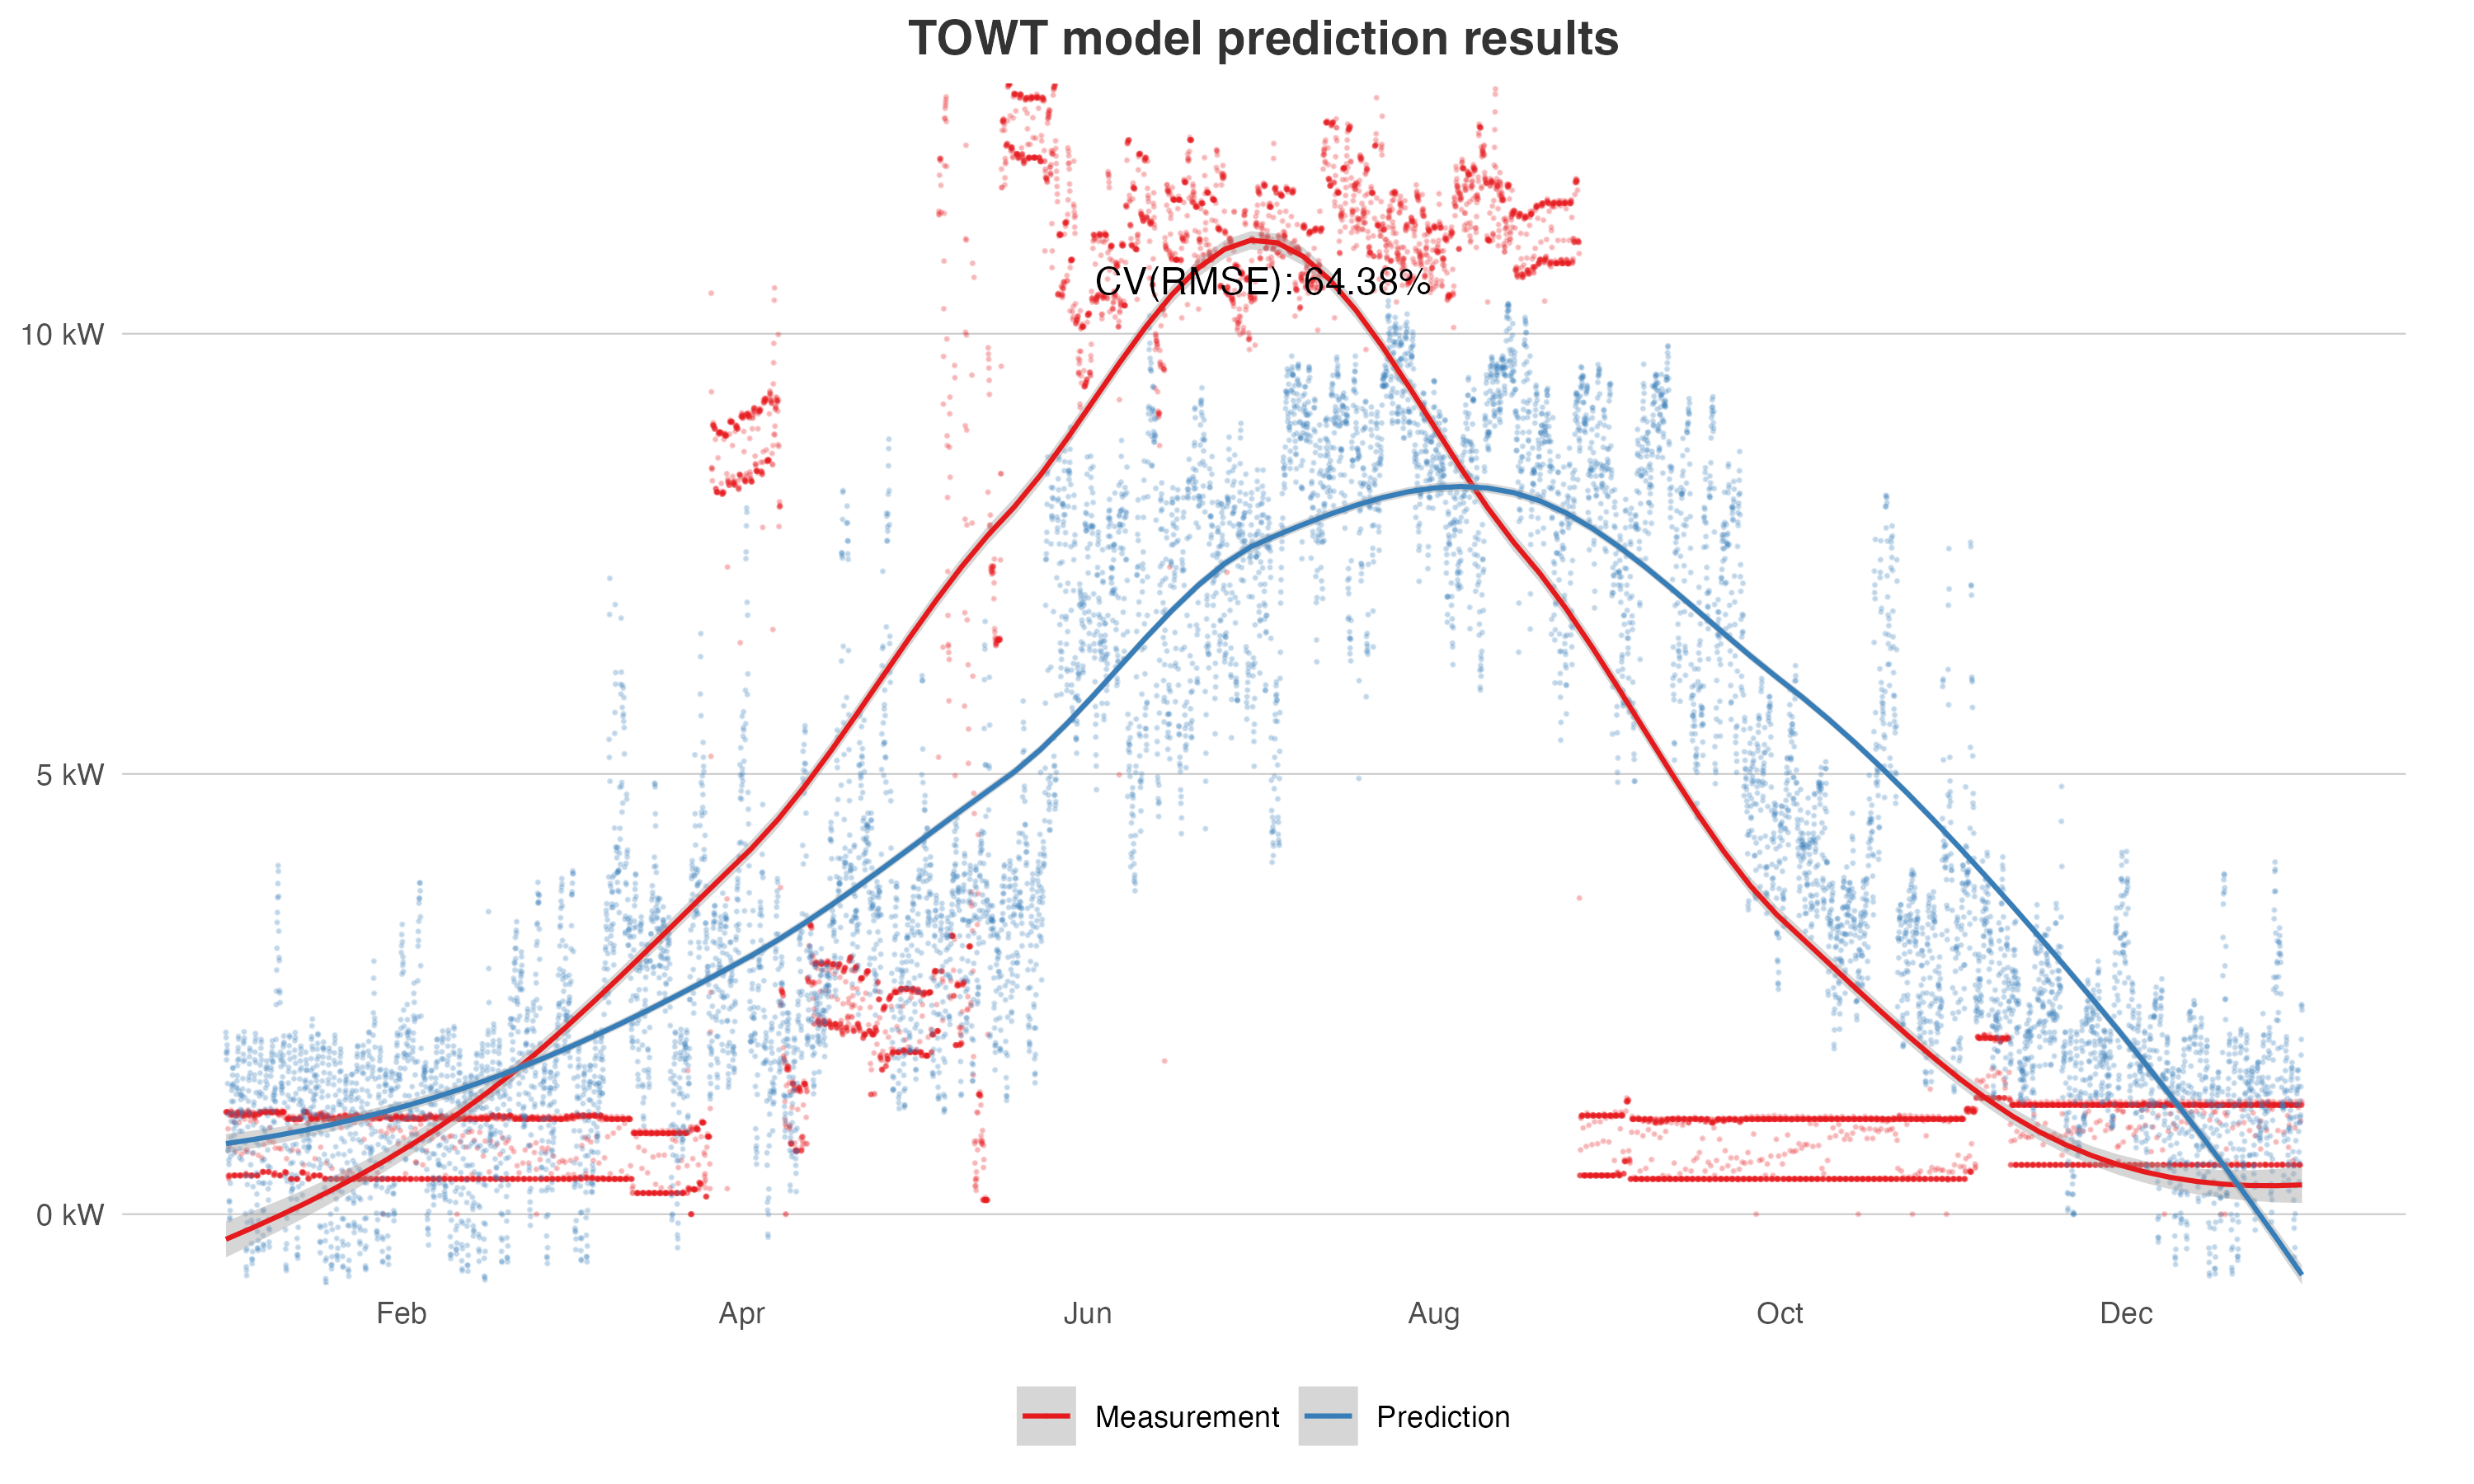 TOWT model prediction results
CV(RMSE): 64.38%
10 kW
5 kW
0 kW
Feb Apr Jun Aug Oct Dec
Measurement Prediction